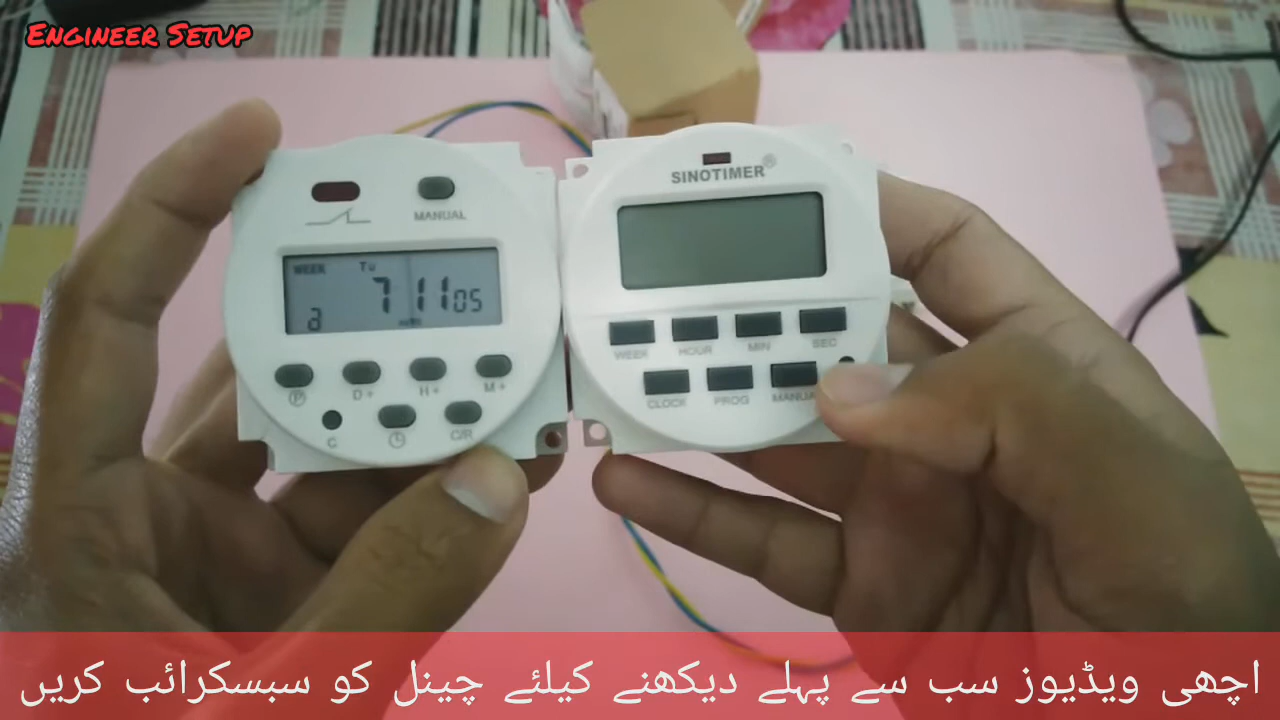 Engineer Setup
SINOTIMER®
MANUAL
WEEK Tu
7 11 05
a
WEEK HOUR MIN SEC
P D+ H+ M+
CLOCK PROG MANUAL
C C/R
اچھی ویڈیوز سب سے پہلے دیکھنے کیلئے چینل کو سبسکرائب کریں